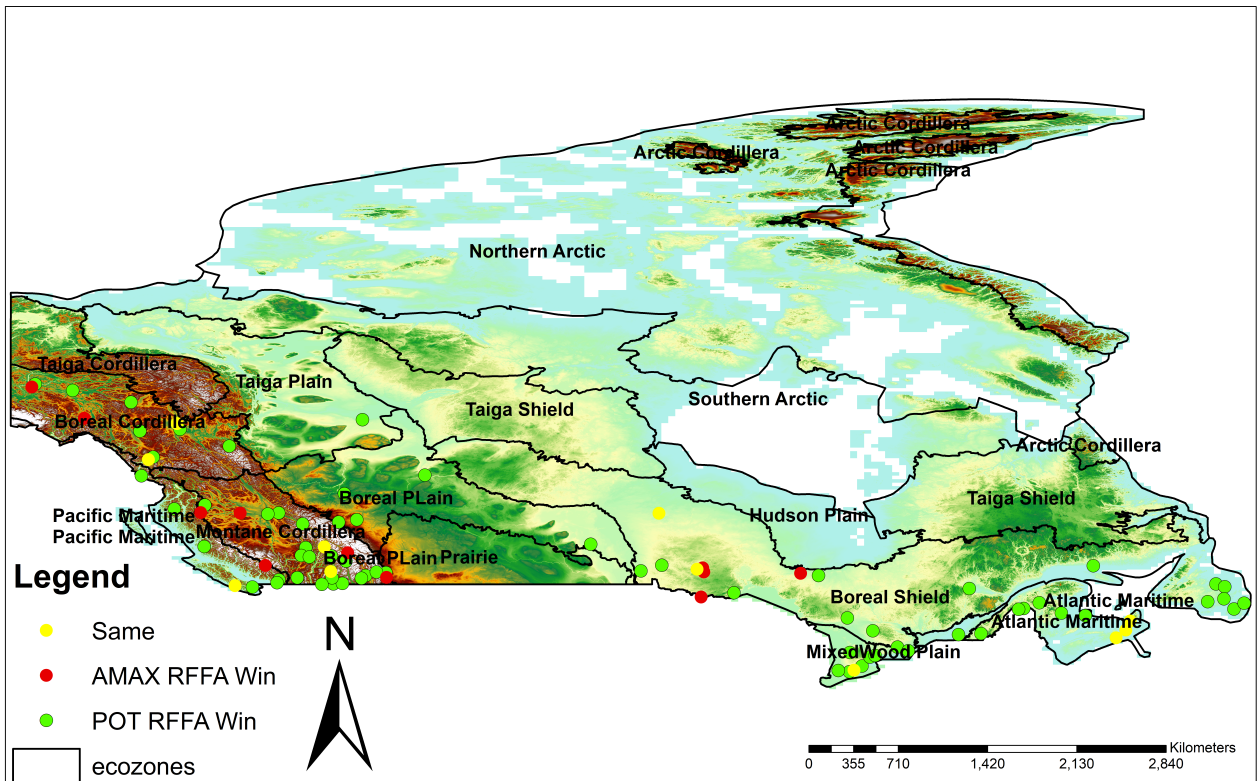 Arctic Cordillera
Arctic Cordillera
Arctic Cordillera
Arctic Cordillera
Northern Arctic
Taiga Cordillera
Taiga Plain
Southern Arctic
Taiga Shield
Boreal Cordillera
Arctic Cordillera
Boreal PLain
Taiga Shield
Pacific Maritime
Hudson Plain
Montane Cordillera
Pacific Maritime
Boreal PLain
Prairie
Legend
Boreal Shield
Atlantic Maritime
Atlantic Maritime
Same
N
MixedWood Plain
AMAX RFFA Win
POT RFFA Win
Kilometers
0 355 710 1,420 2,130 2,840
ecozones